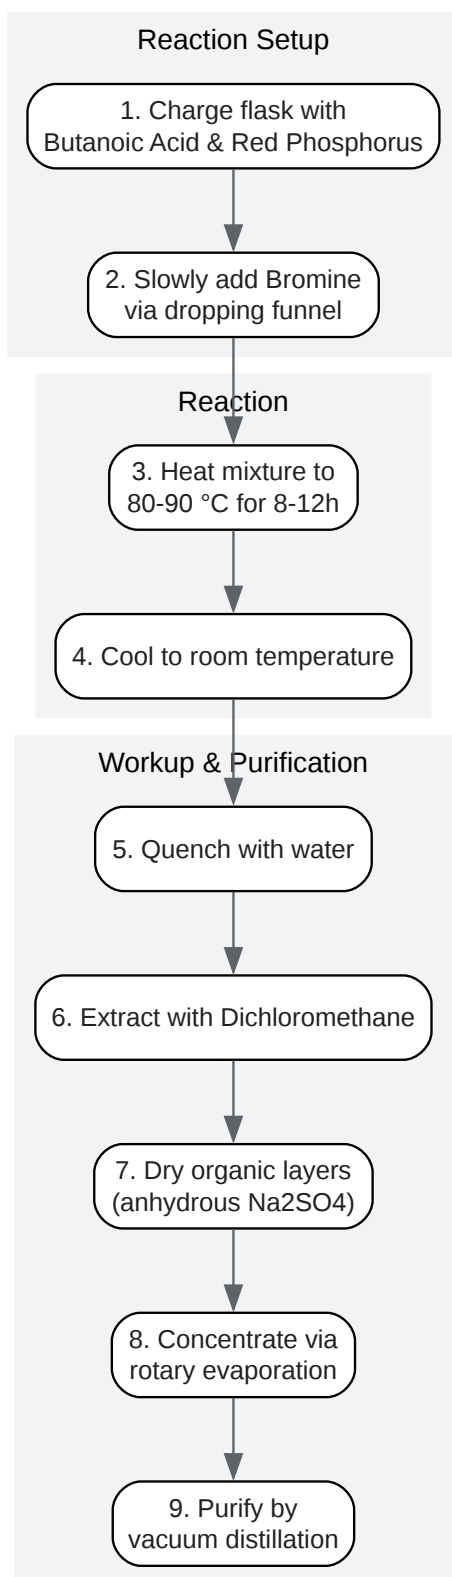 Reaction Setup
1. Charge flask with
Butanoic Acid & Red Phosphorus
2. Slowly add Bromine
via dropping funnel
Reaction
3. Heat mixture to
80-90 °C for 8-12h
4. Cool to room temperature
Workup & Purification
5. Quench with water
6. Extract with Dichloromethane
7. Dry organic layers
(anhydrous Na2SO4)
8. Concentrate via
rotary evaporation
9. Purify by
vacuum distillation